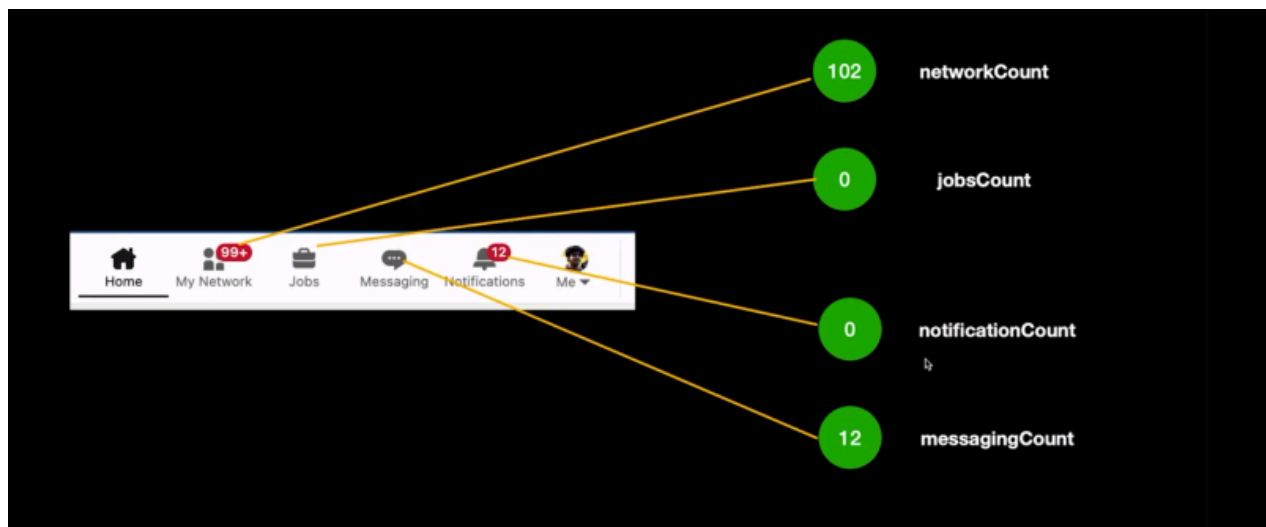 102 networkCount
0 jobsCount
99+
12
Home
My Network
Jobs
Messaging
Notifications
Me
0 notificationCount
12 messagingCount